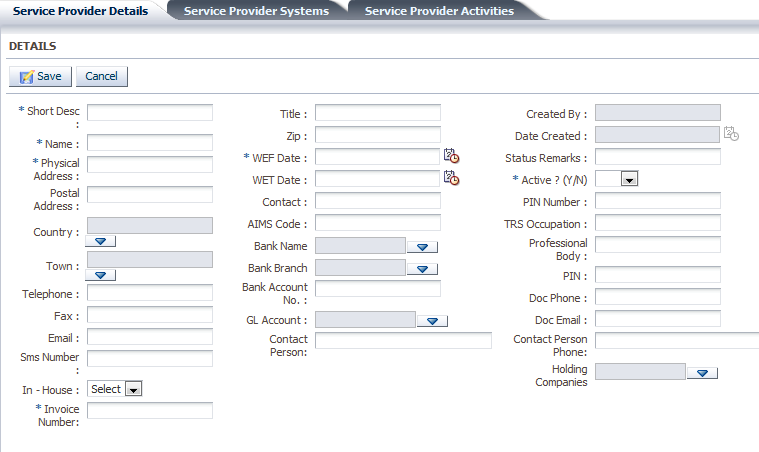 Service Provider Details
Service Provider Systems
Service Provider Activities
DETAILS
Save
Cancel
* Short Desc :
* Name :
* Physical Address :
Postal Address :
Country :
Town :
Telephone :
Fax :
Email :
Sms Number :
In - House : Select
* Invoice Number:
Title :
Zip :
* WEF Date :
WET Date :
Contact :
AIMS Code :
Bank Name
Bank Branch
Bank Account No. :
GL Account :
Contact Person:
Created By :
Date Created :
Status Remarks :
* Active ? (Y/N)
PIN Number :
TRS Occupation :
Professional Body :
PIN :
Doc Phone :
Doc Email :
Contact Person Phone:
Holding Companies